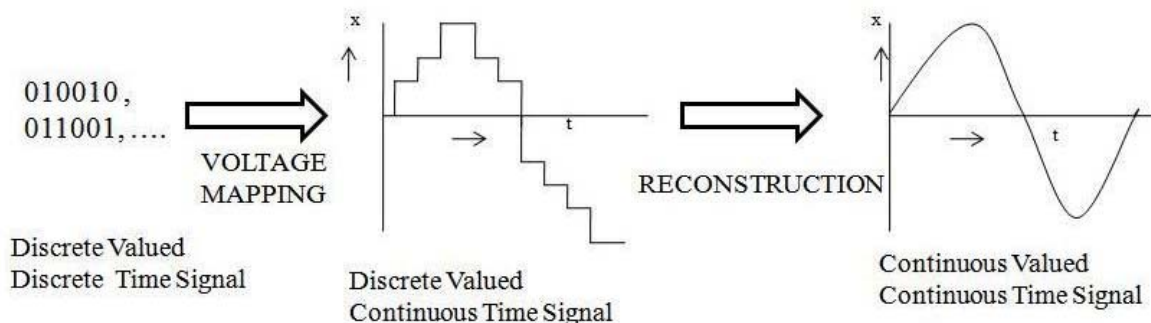 010010 ,
011001, ....
VOLTAGE
MAPPING
x
t
RECONSTRUCTION
x
t
Discrete Valued
Discrete Time Signal
Discrete Valued
Continuous Time Signal
Continuous Valued
Continuous Time Signal